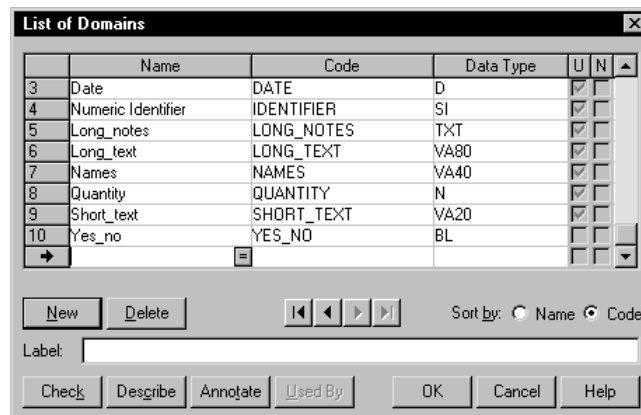 List of Domains
Name Code Data Type U N
3 Date DATE D
4 Numeric Identifier IDENTIFIER SI
5 Long_notes LONG_NOTES TXT
6 Long_text LONG_TEXT VA80
7 Names NAMES VA40
8 Quantity QUANTITY N
9 Short_text SHORT_TEXT VA20
10 Yes_no YES_NO BL
=
New Delete Sort by: Name Code
Label:
Check Describe Annotate Used By OK Cancel Help